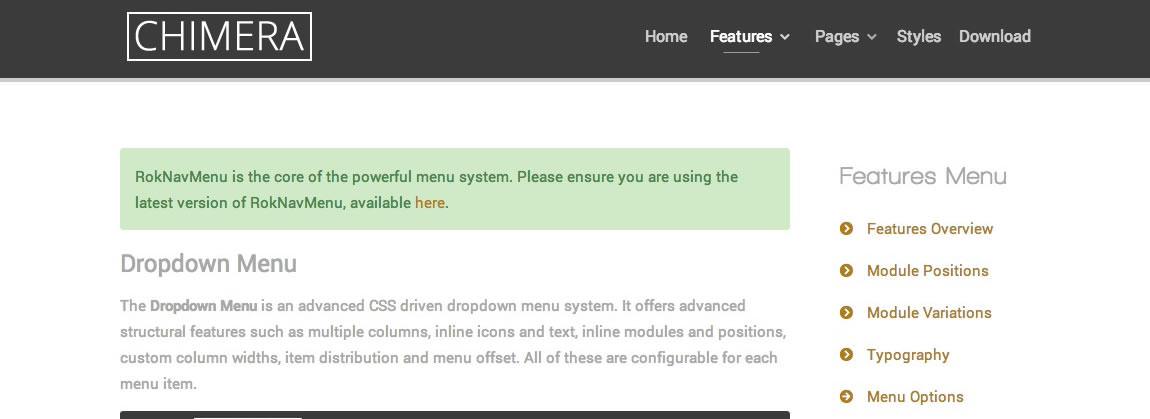 CHIMERA
Home Features Pages Styles Download
RokNavMenu is the core of the powerful menu system. Please ensure you are using the
latest version of RokNavMenu, available here.
Dropdown Menu
The Dropdown Menu is an advanced CSS driven dropdown menu system. It offers advanced
structural features such as multiple columns, inline icons and text, inline modules and positions,
custom column widths, item distribution and menu offset. All of these are configurable for each
menu item.
Features Menu
Features Overview
Module Positions
Module Variations
Typography
Menu Options